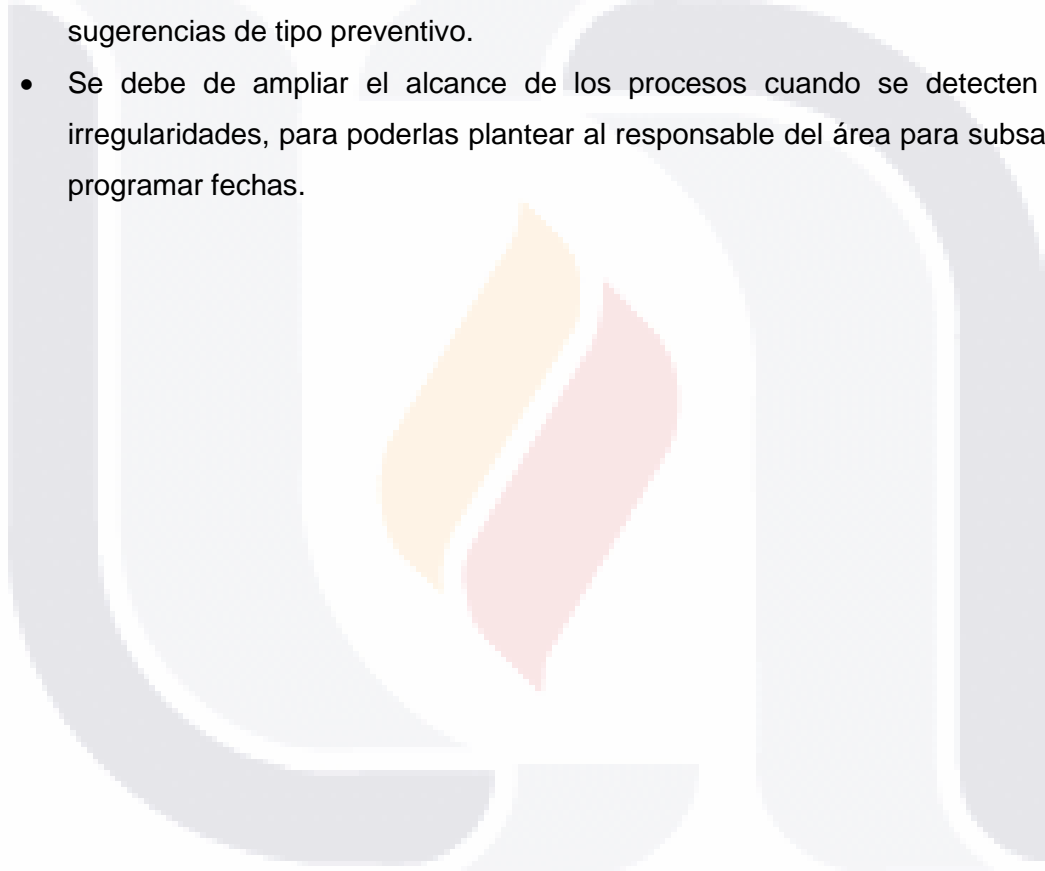 sugerencias de tipo preventivo.
• Se debe de ampliar el alcance de los procesos cuando se detecten
irregularidades, para poderlas plantear al responsable del área para subsa
programar fechas.